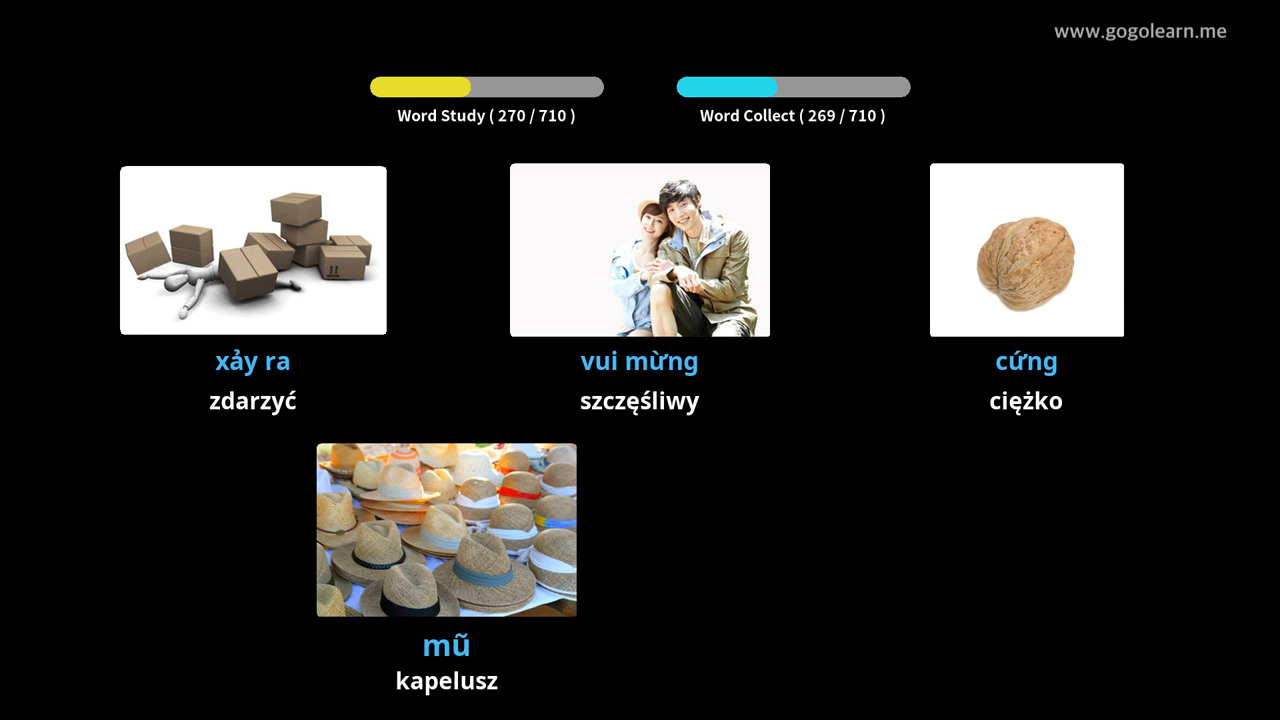 www.gogolearn.me
Word Study ( 270 / 710 )
Word Collect ( 269 / 710 )
xảy ra
zdarzyć
vui mừng
szczęśliwy
cứng
ciężko
mũ
kapelusz